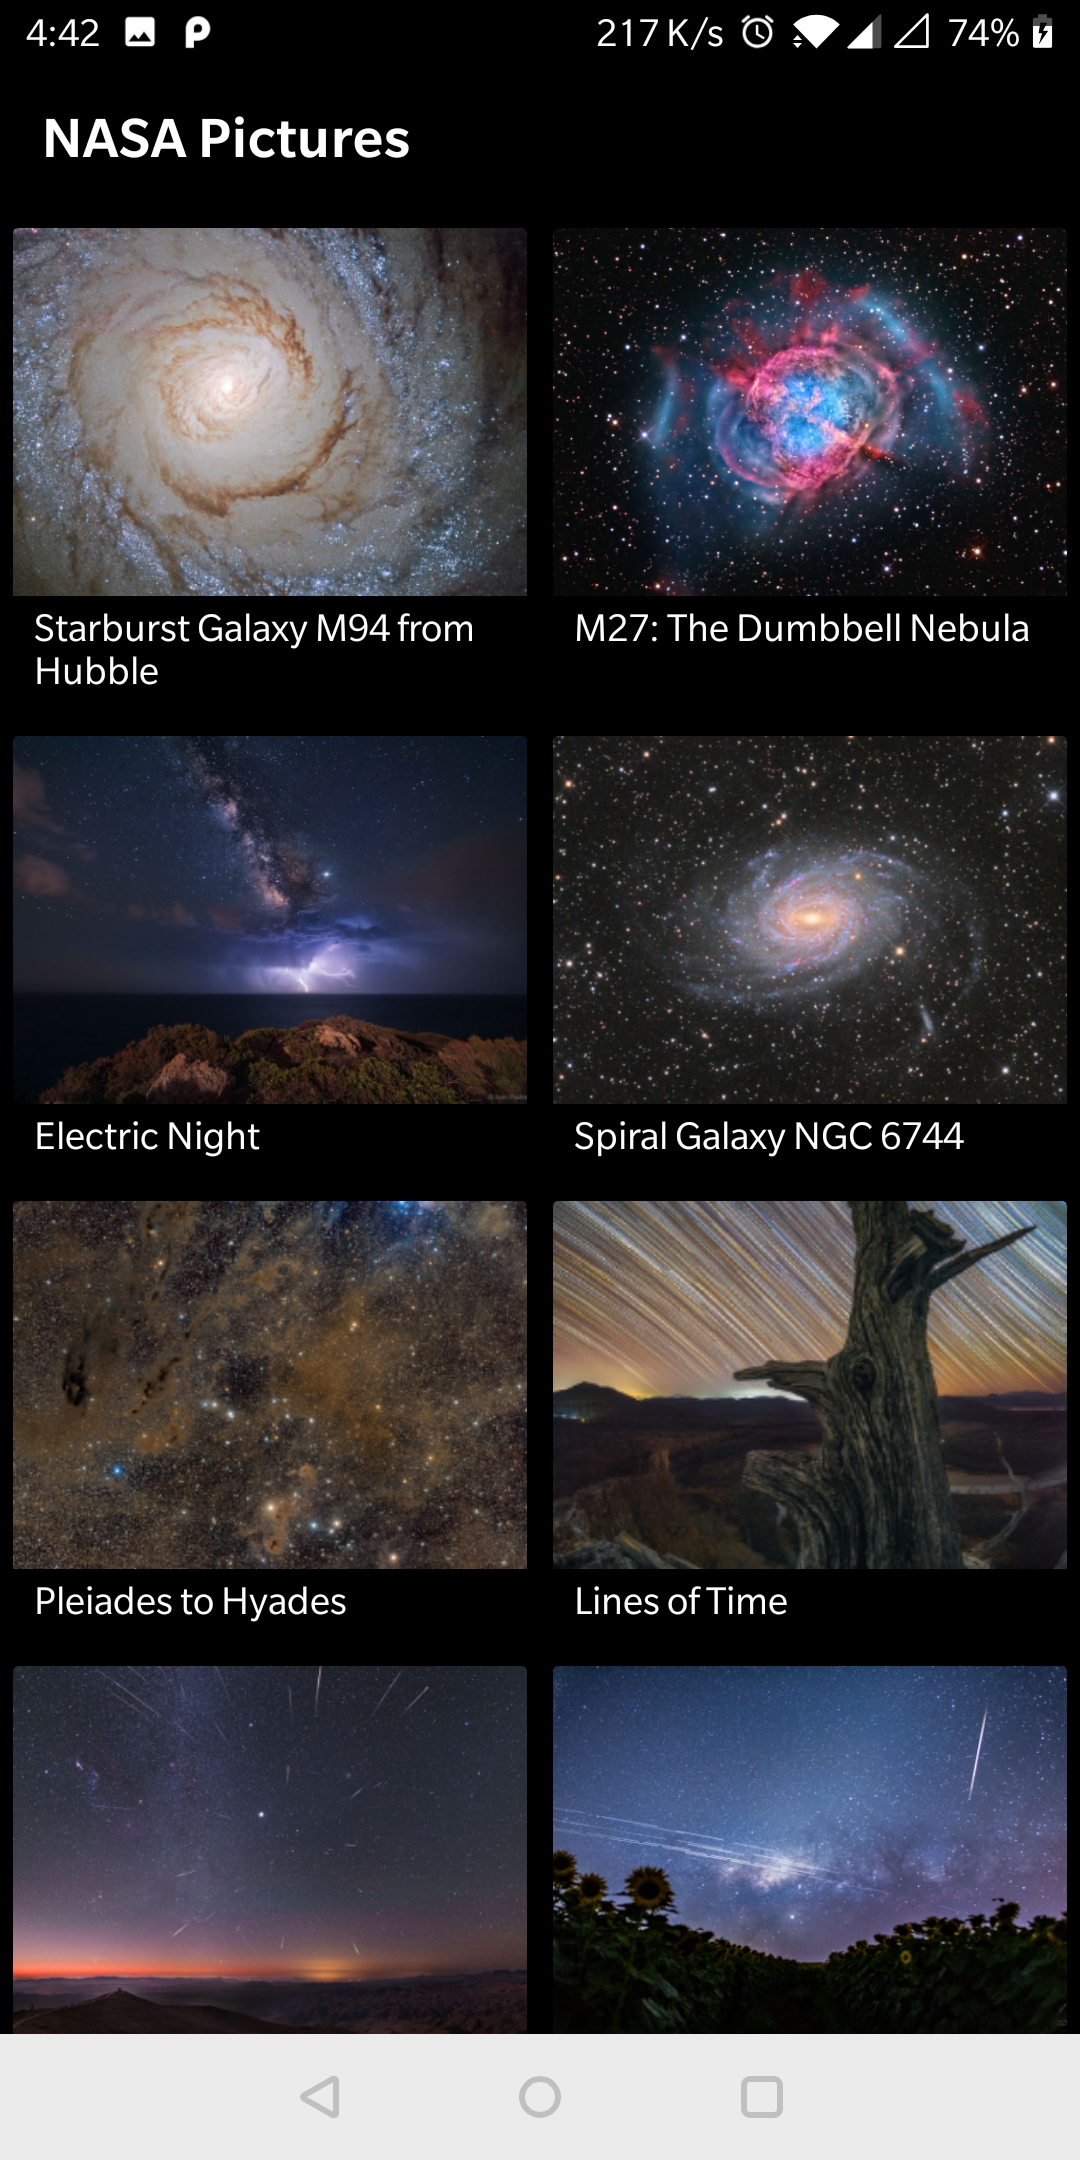 4:42 217 K/s 74%
NASA Pictures
Starburst Galaxy M94 from
Hubble
M27: The Dumbbell Nebula
Electric Night
Spiral Galaxy NGC 6744
Pleiades to Hyades
Lines of Time